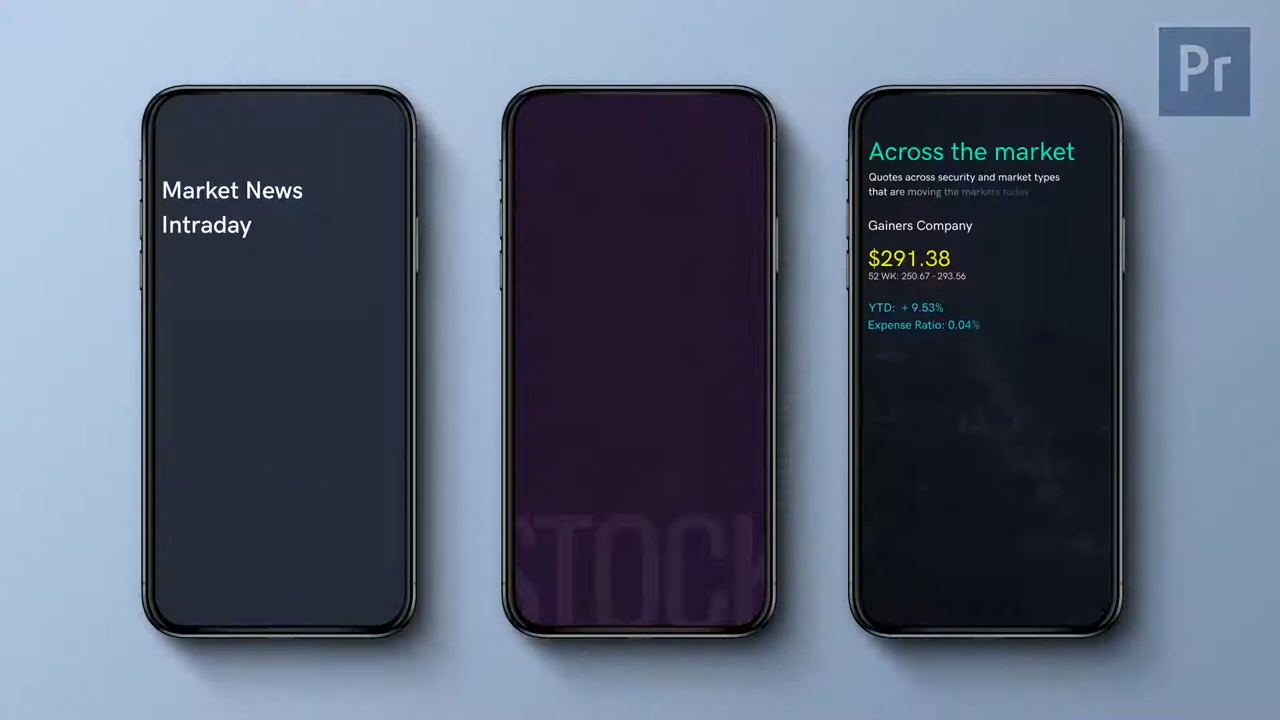 Market News
Intraday
STOCK
Across the market
Quotes across security and market types
that are moving the markets today
Gainers Company
$291.38
52 WK: 250.67 - 293.56
YTD: + 9.53%
Expense Ratio: 0.04%
Pr